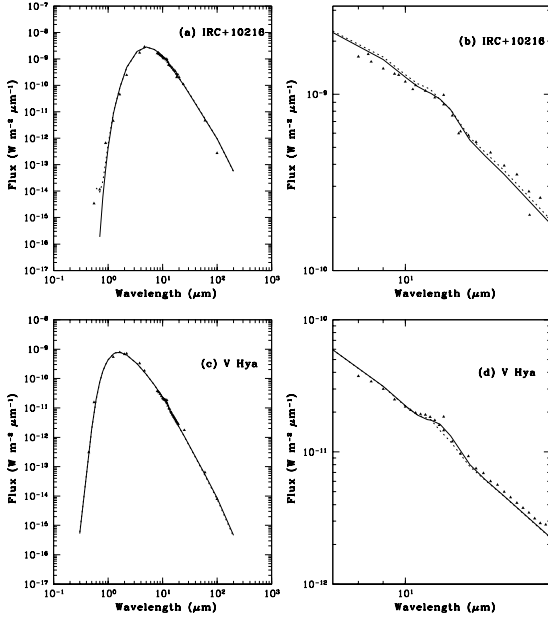 10⁻⁷
10⁻⁸
10⁻⁹
10⁻¹⁰
10⁻¹¹
10⁻¹²
10⁻¹³
10⁻¹⁴
10⁻¹⁵
10⁻¹⁶
10⁻¹⁷
Flux (W m⁻² μm⁻¹)
(a) IRC+10216
10⁻¹ 10⁰ 10¹ 10² 10³
Wavelength (μm)
10⁻⁹
10⁻¹⁰
Flux (W m⁻² μm⁻¹)
(b) IRC+10216
10¹
Wavelength (μm)
10⁻⁸
10⁻⁹
10⁻¹⁰
10⁻¹¹
10⁻¹²
10⁻¹³
10⁻¹⁴
10⁻¹⁵
10⁻¹⁶
10⁻¹⁷
Flux (W m⁻² μm⁻¹)
(c) V Hya
10⁻¹ 10⁰ 10¹ 10² 10³
Wavelength (μm)
10⁻¹⁰
10⁻¹¹
10⁻¹²
Flux (W m⁻² μm⁻¹)
(d) V Hya
10¹
Wavelength (μm)